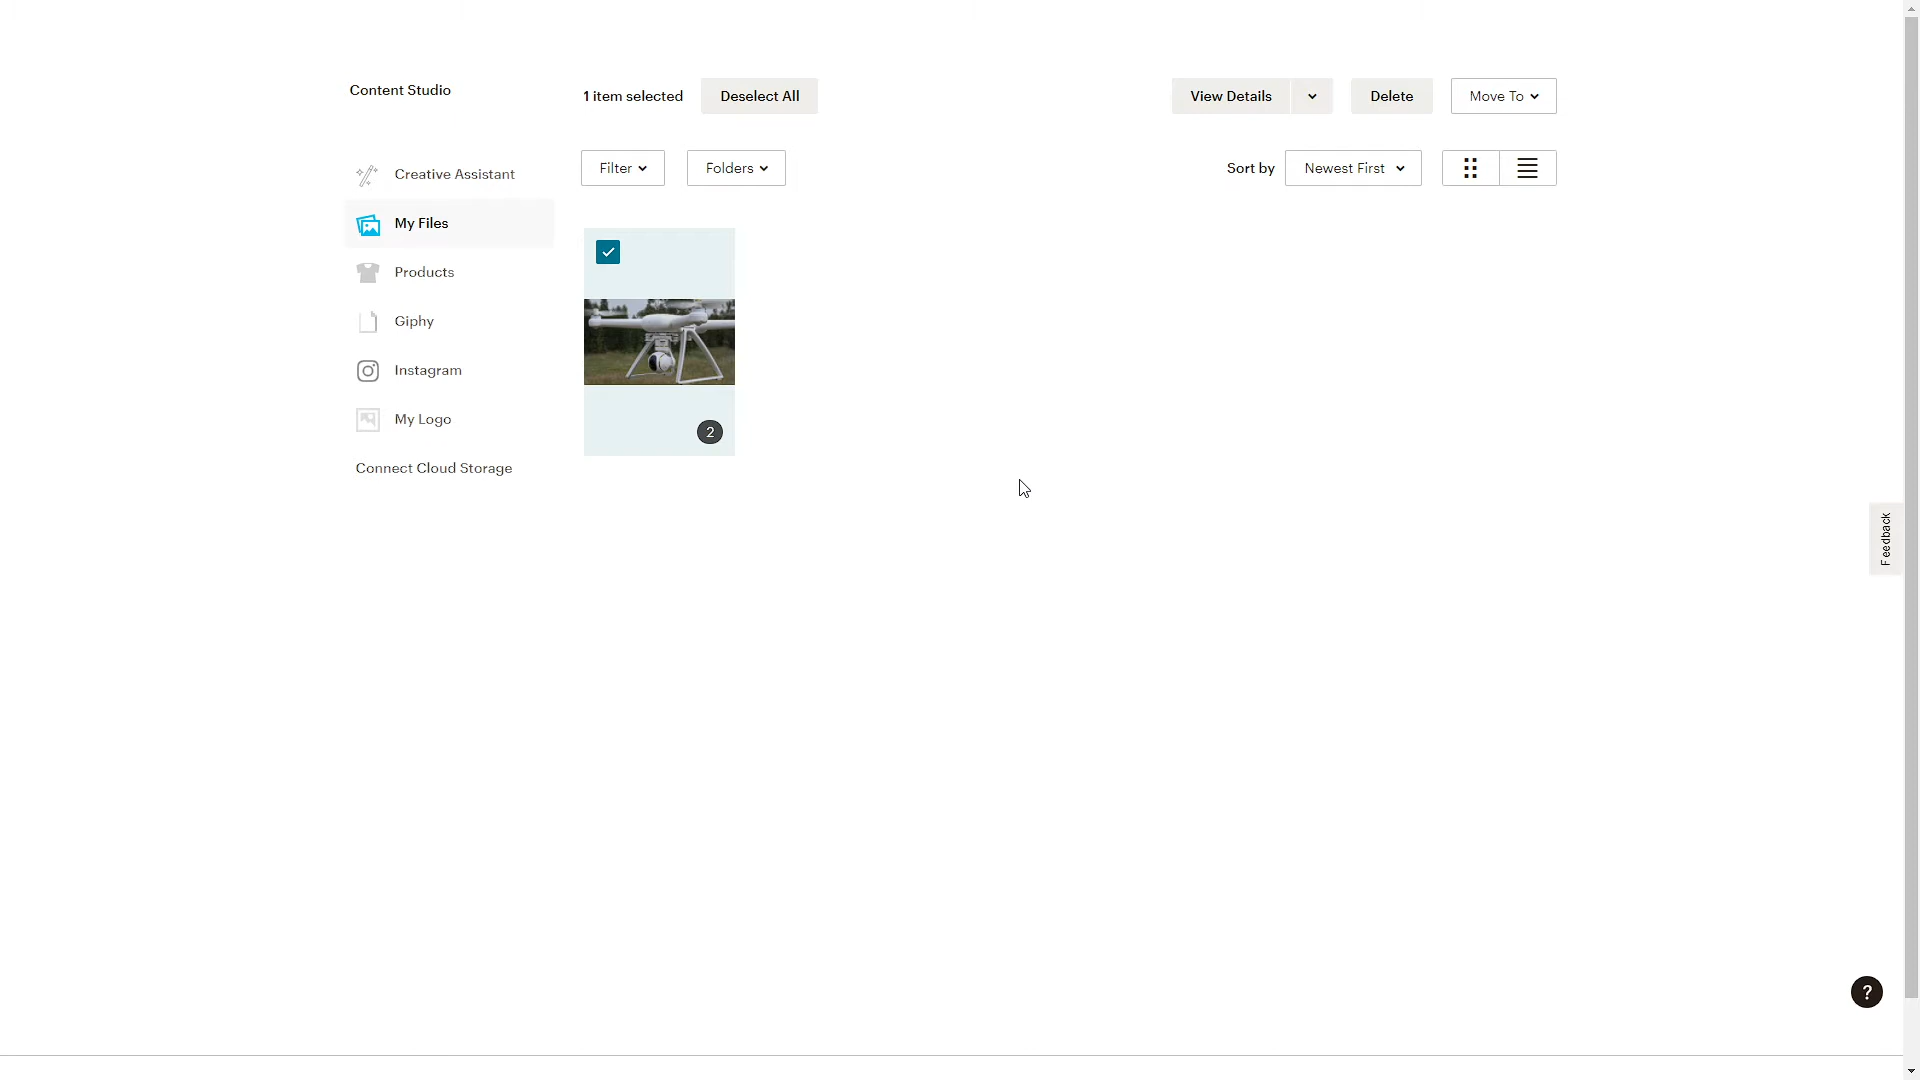 Content Studio
1 item selected
Deselect All
View Details
Delete
Move To
Creative Assistant
Filter
Folders
Sort by
Newest First
My Files
Products
Giphy
Instagram
My Logo
2
Connect Cloud Storage
Feedback
?